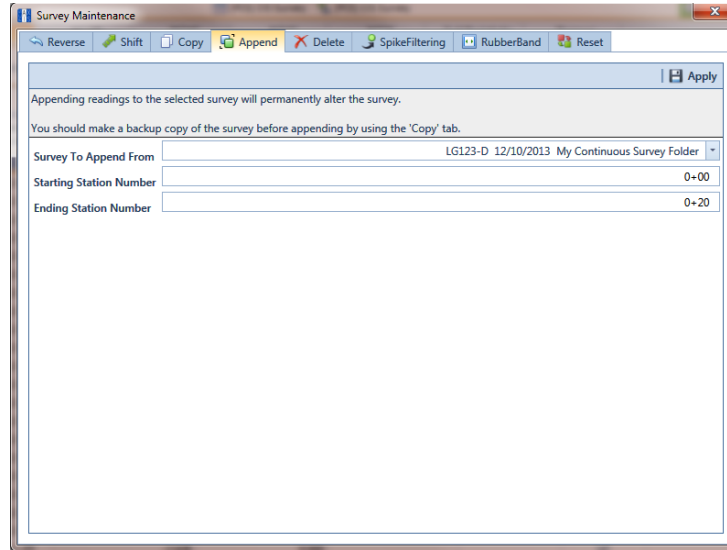 Survey Maintenance
Reverse Shift Copy Append Delete SpikeFiltering RubberBand Reset
Apply
Appending readings to the selected survey will permanently alter the survey.
You should make a backup copy of the survey before appending by using the 'Copy' tab.
Survey To Append From LG123-D 12/10/2013 My Continuous Survey Folder
Starting Station Number 0+00
Ending Station Number 0+20